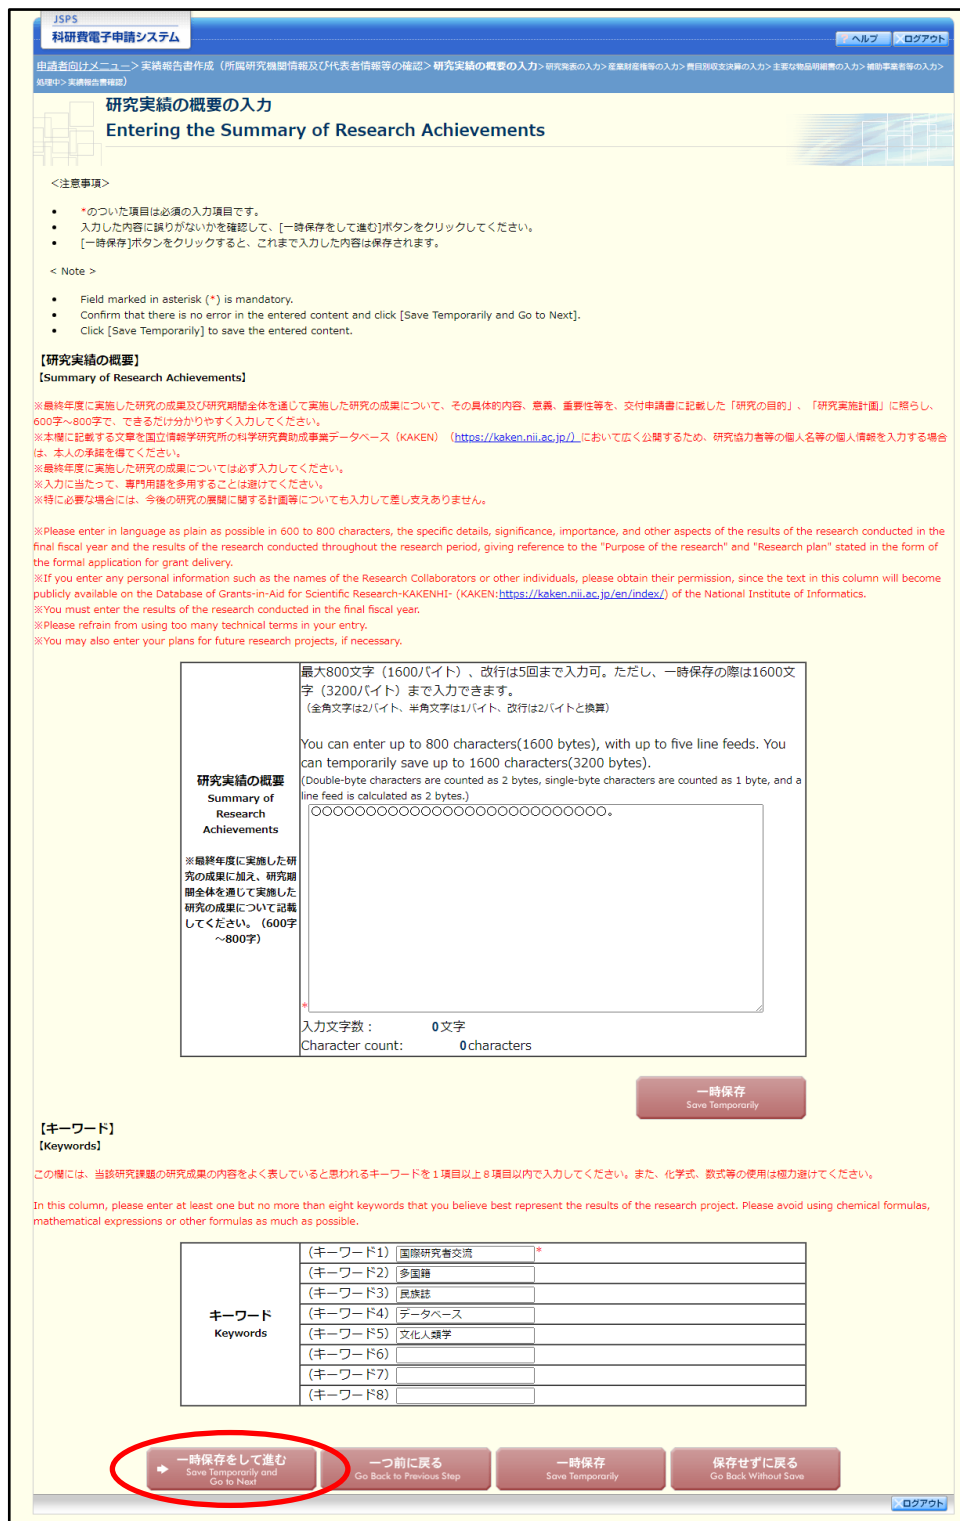 JSPS
科研費電子申請システム
? ヘルプ
ログアウト
申請者向けメニュー＞実績報告書作成（所属研究機関情報及び代表者情報等の確認＞研究実績の概要の入力＞研究発表の入力＞産業財産権等の入力＞費目別収支決算の入力＞主要な物品明細書の入力＞補助事業者等の入力＞
処理中＞実績報告書確認）
研究実績の概要の入力
Entering the Summary of Research Achievements
＜注意事項＞
• *のついた項目は必須の入力項目です。
• 入力した内容に誤りがないかを確認して、[一時保存をして進む]ボタンをクリックしてください。
• [一時保存]ボタンをクリックすると、これまで入力した内容は保存されます。
< Note >
• Field marked in asterisk (*) is mandatory.
• Confirm that there is no error in the entered content and click [Save Temporarily and Go to Next].
• Click [Save Temporarily] to save the entered content.
【研究実績の概要】
【Summary of Research Achievements】
※最終年度に実施した研究の成果及び研究期間全体を通じて実施した研究の成果について、その具体的内容、意義、重要性等を、交付申請書に記載した「研究の目的」、「研究実施計画」に照らし、
600字～800字で、できるだけ分かりやすく入力してください。
※本欄に記載する文章を国立情報学研究所の科学研究費助成事業データベース（KAKEN）（https://kaken.nii.ac.jp/）において広く公開するため、研究協力者等の個人名等の個人情報を入力する場合
は、本人の承諾を得てください。
※最終年度に実施した研究の成果については必ず入力してください。
※入力に当たって、専門用語を多用することは避けてください。
※特に必要な場合には、今後の研究の展開に関する計画等についても入力して差し支えありません。
※Please enter in language as plain as possible in 600 to 800 characters, the specific details, significance, importance, and other aspects of the results of the research conducted in the
final fiscal year and the results of the research conducted throughout the research period, giving reference to the "Purpose of the research" and "Research plan" stated in the form of
the formal application for grant delivery.
※If you enter any personal information such as the names of the Research Collaborators or other individuals, please obtain their permission, since the text in this column will become
publicly available on the Database of Grants-in-Aid for Scientific Research-KAKENHI- (KAKEN:https://kaken.nii.ac.jp/en/index/) of the National Institute of Informatics.
※You must enter the results of the research conducted in the final fiscal year.
※Please refrain from using too many technical terms in your entry.
※You may also enter your plans for future research projects, if necessary.
最大800文字（1600バイト）、改行は5回まで入力可。ただし、一時保存の際は1600文
字（3200バイト）まで入力できます。
（全角文字は2バイト、半角文字は1バイト、改行は2バイトと換算）
You can enter up to 800 characters(1600 bytes), with up to five line feeds. You
can temporarily save up to 1600 characters(3200 bytes).
(Double-byte characters are counted as 2 bytes, single-byte characters are counted as 1 byte, and a
line feed is calculated as 2 bytes.)
研究実績の概要
Summary of
Research
Achievements
※最終年度に実施した研
究の成果に加え、研究期
間全体を通じて実施した
研究の成果について記載
してください。（600字
～800字）
○○○○○○○○○○○○○○○○○○○○○○○○○○○。
*
入力文字数： 0文字
Character count: 0characters
一時保存
Save Temporarily
【キーワード】
【Keywords】
この欄には、当該研究課題の研究成果の内容をよく表していると思われるキーワードを１項目以上８項目以内で入力してください。また、化学式、数式等の使用は極力避けてください。
In this column, please enter at least one but no more than eight keywords that you believe best represent the results of the research project. Please avoid using chemical formulas,
mathematical expressions or other formulas as much as possible.
キーワード
Keywords
（キーワード1）国際研究者交流 *
（キーワード2）多国籍
（キーワード3）民族誌
（キーワード4）データベース
（キーワード5）文化人類学
（キーワード6）
（キーワード7）
（キーワード8）
一時保存をして進む
Save Temporarily and
Go to Next
一つ前に戻る
Go Back to Previous Step
一時保存
Save Temporarily
保存せずに戻る
Go Back Without Save
ログアウト